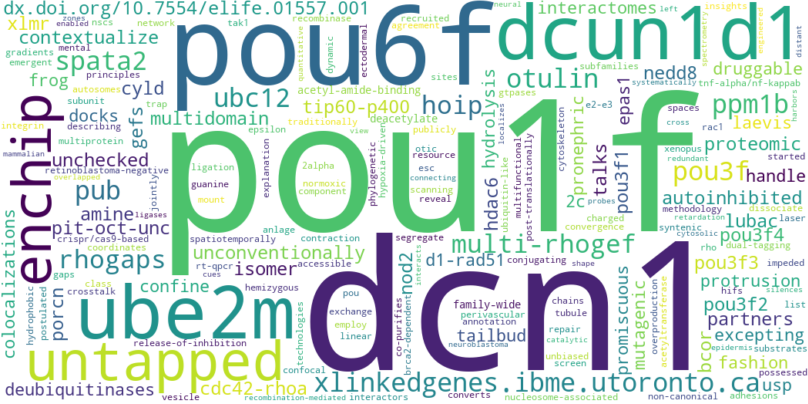 dx.doi.org/10.7554/elife.01557.001
pou6f
dcun1d1
pou1f
dcn1
enchip
ube2m
untapped
xlinkedgenes.ibme.utoronto.ca
xlmr
contextualize
interactomes
spata2
frog
cyld
docks
gefs
ubc12
multidomain
tip60-p400
hoip
otulin
nedd8
epas1
druggable
ppm1b
laevis
proteomic
handle
pou3f
pou3f1
talks
2c
hdac6
hydrolysis
pronephric
unchecked
pub
amine
pit-oct-unc
rhogaps
unconventionally
isomer
confine
porcn
colocalizations
deubiquitinases
cdc42-rhoa
multi-rhogef
d1-rad51
nod2
tailbud
family-wide
promiscuous
mutagenic
bcor
autoinhibited
lubac
pou3f4
pou3f3
pou3f2
protrusion
partners
excepting
fashion
usp
network
tak1
recombinase
agreement
recruited
dynamic
quantitative
ectodermal
neural
zones
enabled
nscs
gradients
emergent
mental
principles
autosomes
subunit
trap
describing
integrin
multiprotein
mammalian
retinoblastoma-negative
overlapped
ligases
jointly
crispr/cas9-based
coordinates
gaps
class
crosstalk
hydrophobic
postulated
release-of-inhibition
vesicle
recombination-mediated
interactors
technologies
confocal
employ
linear
exchange
pou
accessible
hemizygous
rt-qpcr
cues
spatiotemporally
anlage
contraction
segregate
acetyl-amide-binding
traditionally
deacetylate
epsilon
view
publicly
sites
ligation
guanine
mount
explanation
2alpha
normoxic
component
phylogenetic
hypoxia-driven
otic
resource
esc
connecting
scanning
reveal
ubiquitin-like
localizes
gtpases
multifunctional
post-translationally
e2-e3
cytoskeleton
charged
convergence
subfamilies
left
spectrometry
insights
engineered
systematically
distant
tnf-alpha/nf-kappab
harbors
spaces
cross
rac1
xenopus
redundant
started
methodology
laser
retardation
dissociate
syntenic
cytosolic
rho
dual-tagging
probes
impeded
hifs
silences
list
epidermis
substrates
possessed
adhesions
non-canonical
nucleosome-associated
converts
interacts
co-purifies
brca2-dependent
conjugating
shape
perivascular
annotation
neuroblastoma
chains
tubule
repair
catalytic
unbiased
screen
overproduction
acetyltransferase